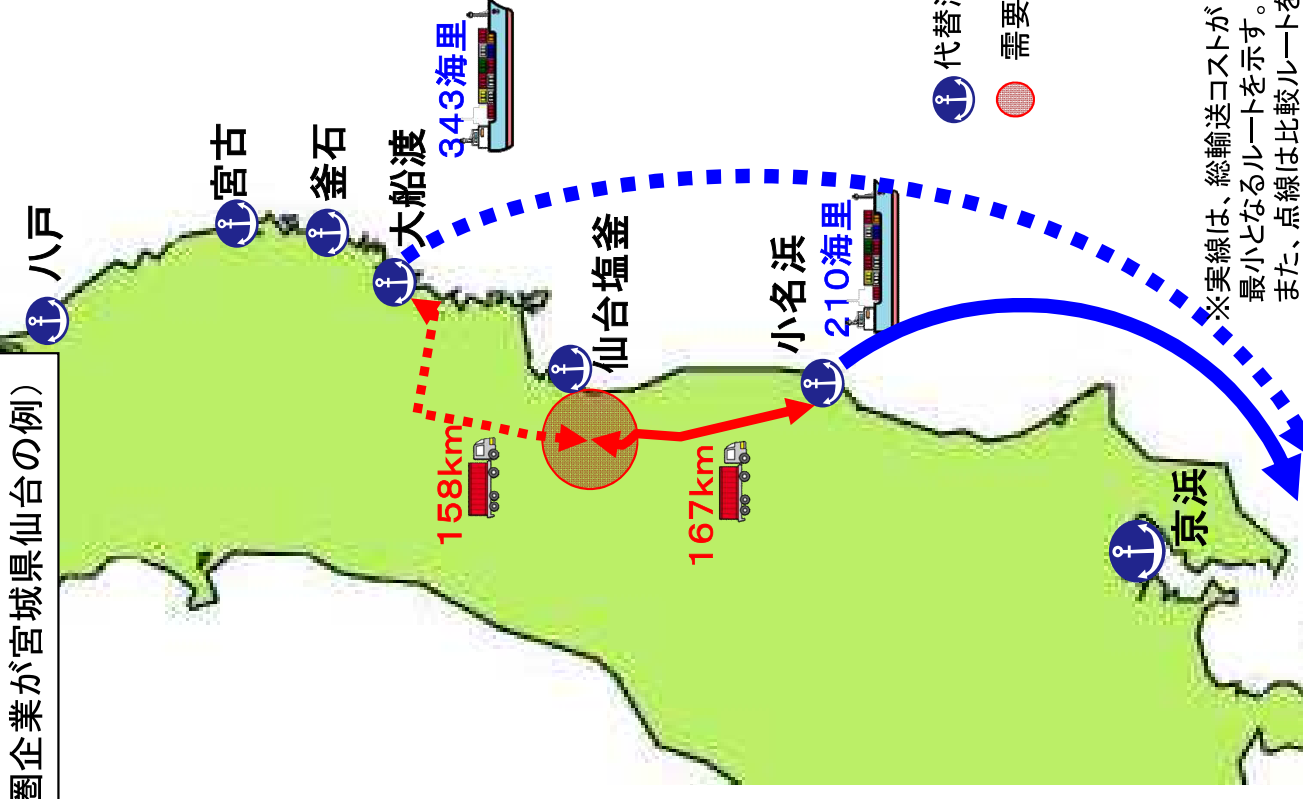 圏企業が宮城県仙台の例）
八戸
宮古
釜石
大船渡
343海里
仙台塩釜
小名浜
210海里
158km
167km
京浜
代替
需要
※実線は、総輸送コストが
最小となるルートを示す。
また、点線は比較ルートを